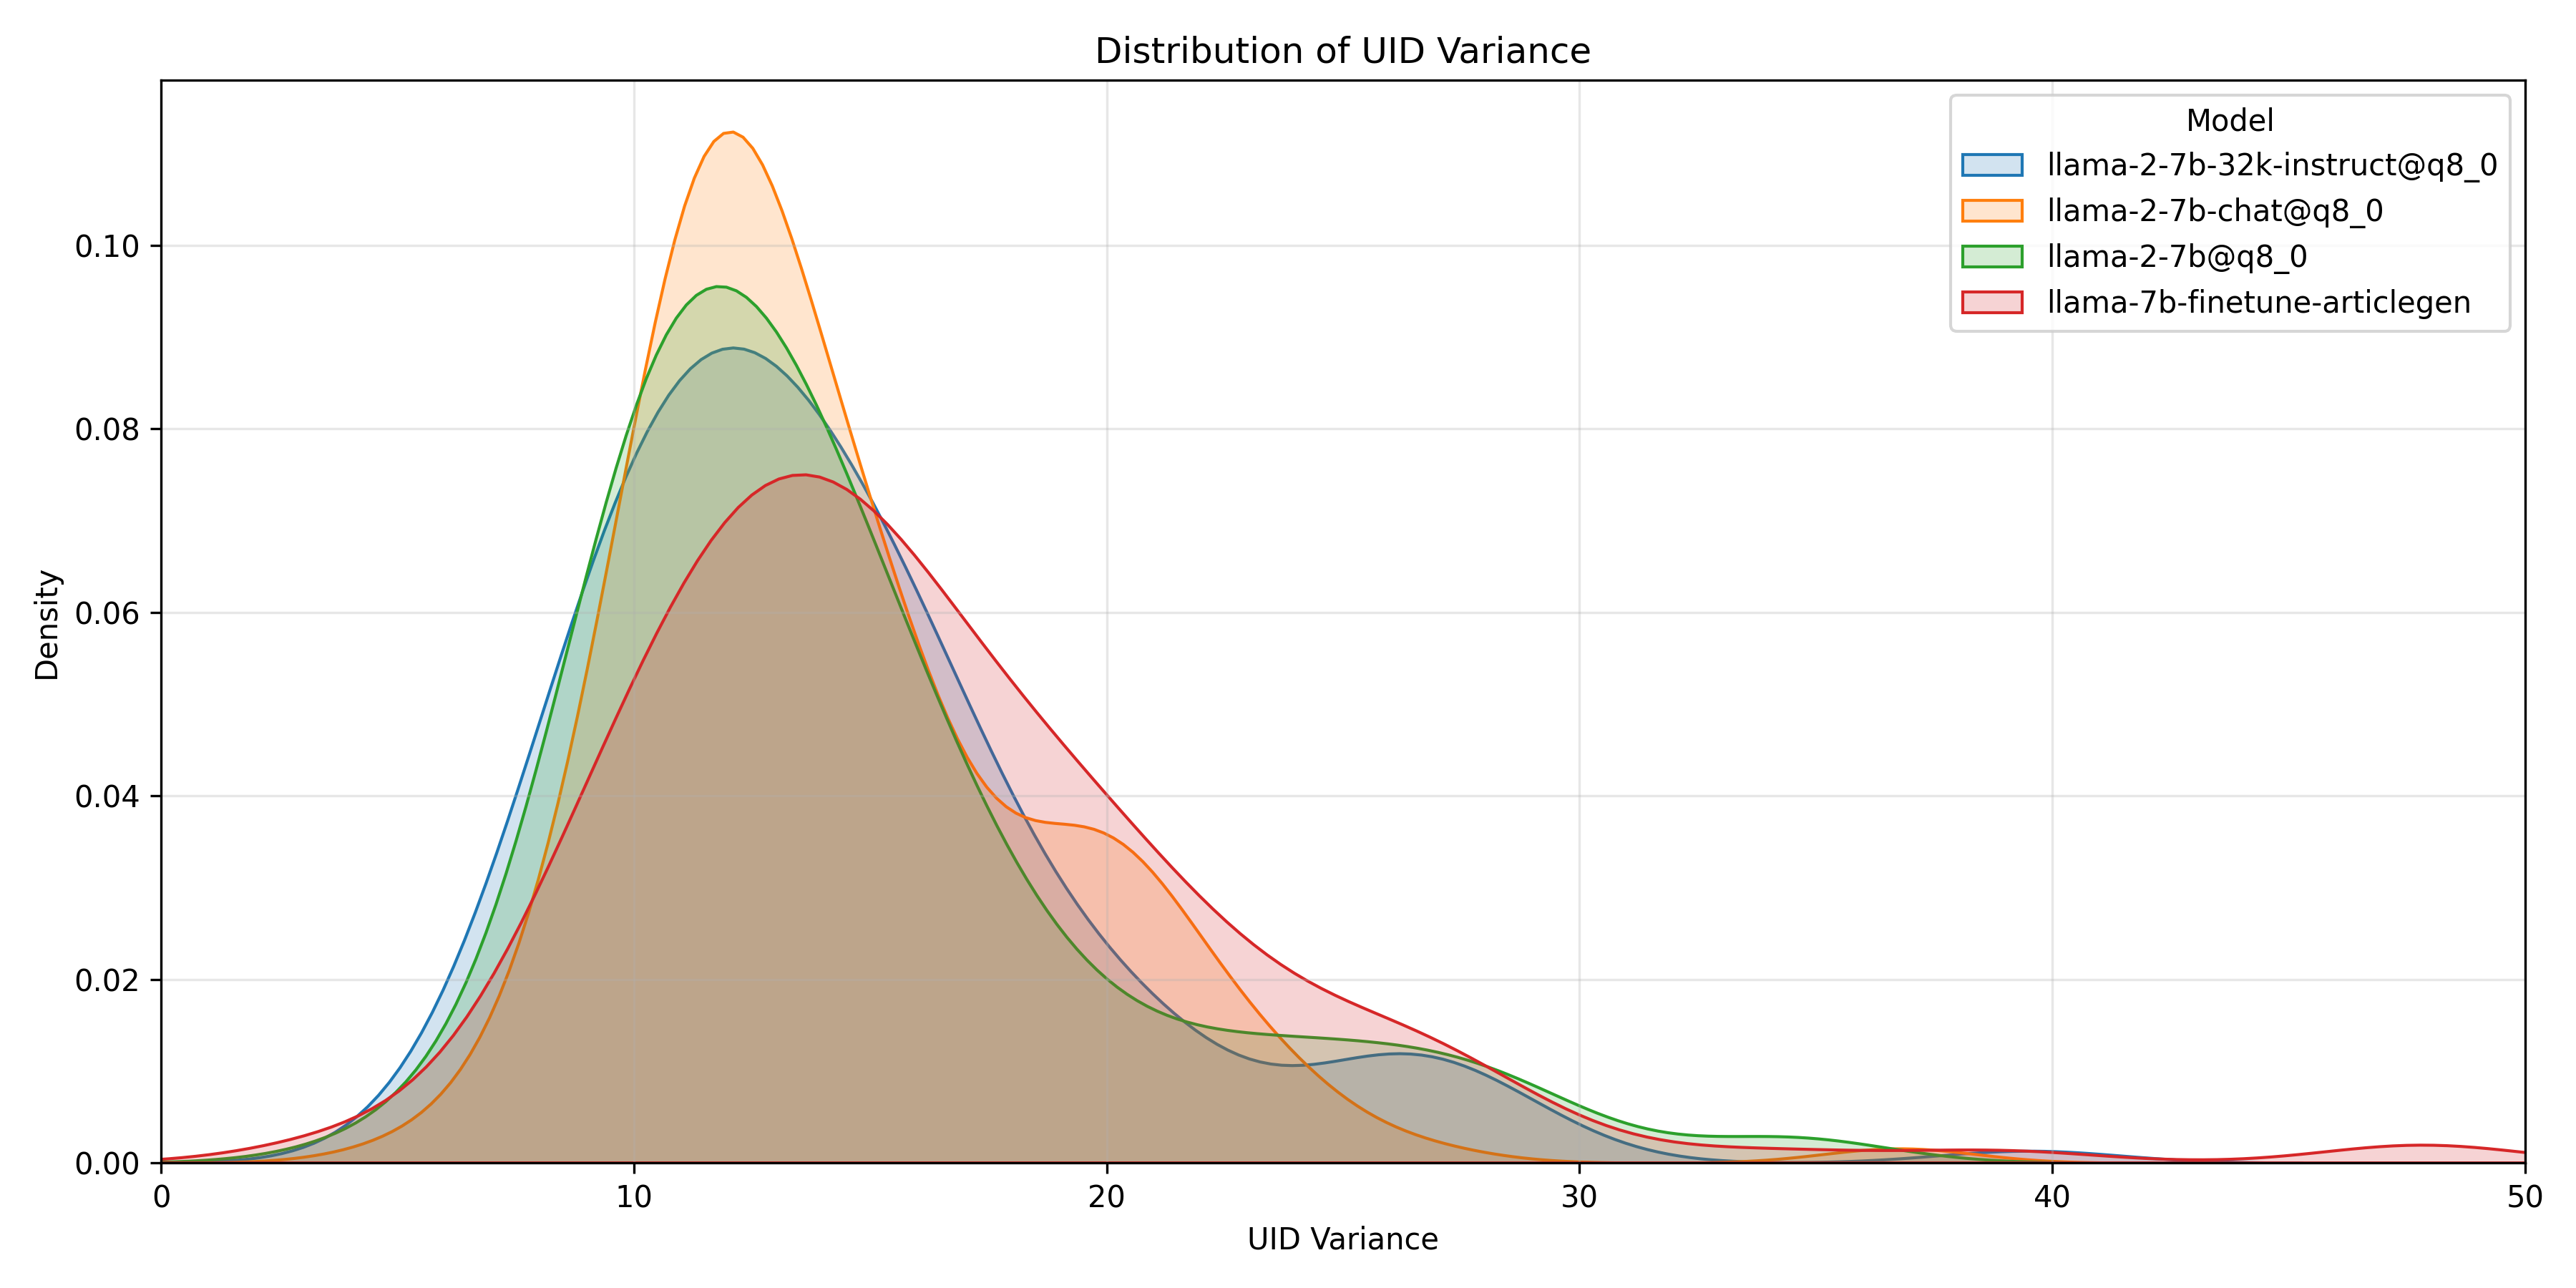 Distribution of UID Variance
Model
llama-2-7b-32k-instruct@q8_0
llama-2-7b-chat@q8_0
llama-2-7b@q8_0
llama-7b-finetune-articlegen
Density
0.10
0.08
0.06
0.04
0.02
0.00
0 10 20 30 40 50
UID Variance